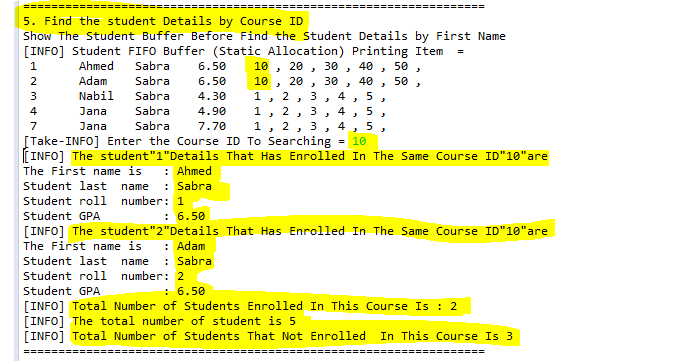 ==================================================================
5. Find the student Details by Course ID
Show The Student Buffer Before Find the Student Details by First Name
[INFO] Student FIFO Buffer (Static Allocation) Printing Item  =
1      Ahmed   Sabra    6.50    10 , 20 , 30 , 40 , 50 ,
2      Adam    Sabra    6.50    10 , 20 , 30 , 40 , 50 ,
3      Nabil   Sabra    4.30    1 , 2 , 3 , 4 , 5 ,
4      Jana    Sabra    4.90    1 , 2 , 3 , 4 , 5 ,
7      Jana    Sabra    7.70    1 , 2 , 3 , 4 , 5 ,
[Take-INFO] Enter the Course ID To Searching = 10
[INFO] The student"1"Details That Has Enrolled In The Same Course ID"10"are
The First name is   : Ahmed
Student last  name  : Sabra
Student roll  number: 1
Student GPA         : 6.50
[INFO] The student"2"Details That Has Enrolled In The Same Course ID"10"are
The First name is   : Adam
Student last  name  : Sabra
Student roll  number: 2
Student GPA         : 6.50
[INFO] Total Number of Students Enrolled In This Course Is : 2
[INFO] The total number of student is 5
[INFO] Total Number of Students That Not Enrolled  In This Course Is 3
==================================================================